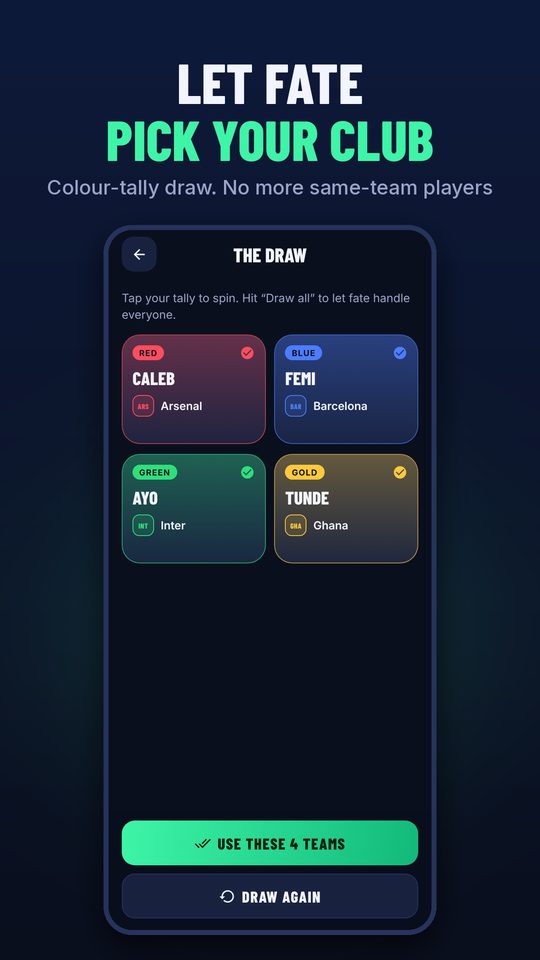 LET FATE
PICK YOUR CLUB
Colour-tally draw. No more same-team players
THE DRAW
Tap your tally to spin. Hit “Draw all” to let fate handle
everyone.
RED
CALEB
ARS Arsenal
BLUE
FEMI
BAR Barcelona
GREEN
AYO
INT Inter
GOLD
TUNDE
GHA Ghana
USE THESE 4 TEAMS
DRAW AGAIN